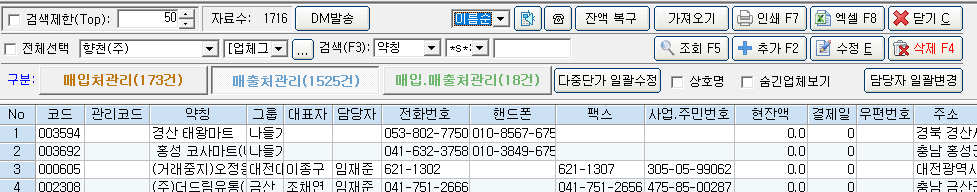 검색제한(Top): 50 자료수: 1716 DM발송 이름순 잔액 복구 가져오기 인쇄 F7 엑셀 F8 닫기 C
전체선택 향천(주) [업체그 ... 검색(F3): 약칭 *s*: 조회 F5 추가 F2 수정 E 삭제 F4
구분: 매입처관리(173건) 매출처관리(1525건) 매입.매출처관리(18건) 다중단가 일괄수정 상호명 숨긴업체보기 담당자 일괄변경
No 코드 관리코드 약칭 그룹 대표자 담당자 전화번호 핸드폰 팩스 사업.주민번호 현잔액 결제일 우편번호 주소
1 003594 경산 태왕마트 나들가 053-802-7750 010-8567-675 0.0 0 경북 경산시
2 003692 홍성 코사마트( 나들가 041-632-3758 010-3849-675 0.0 0 충남 홍성군
3 000605 (거래중지)오정 대전대 이종구 임재준 621-1302 621-1307 305-05-99062 0.0 0 대전광역시
4 002308 (주)더드림유통( 금산 조채연 임재준 041-751-2666 041-751-2656 475-85-00287 0.0 0 충남 금산